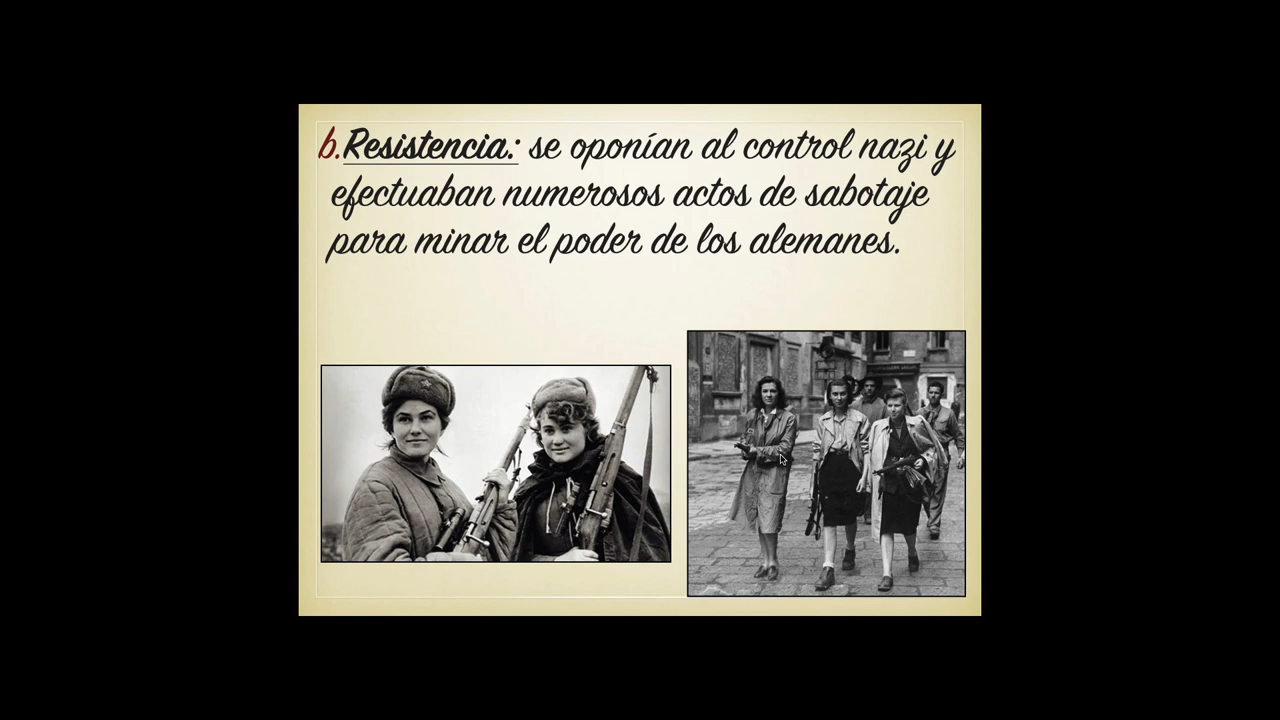 b.Resistencia: se oponían al control nazi y
efectuaban numerosos actos de sabotaje
para minar el poder de los alemanes.